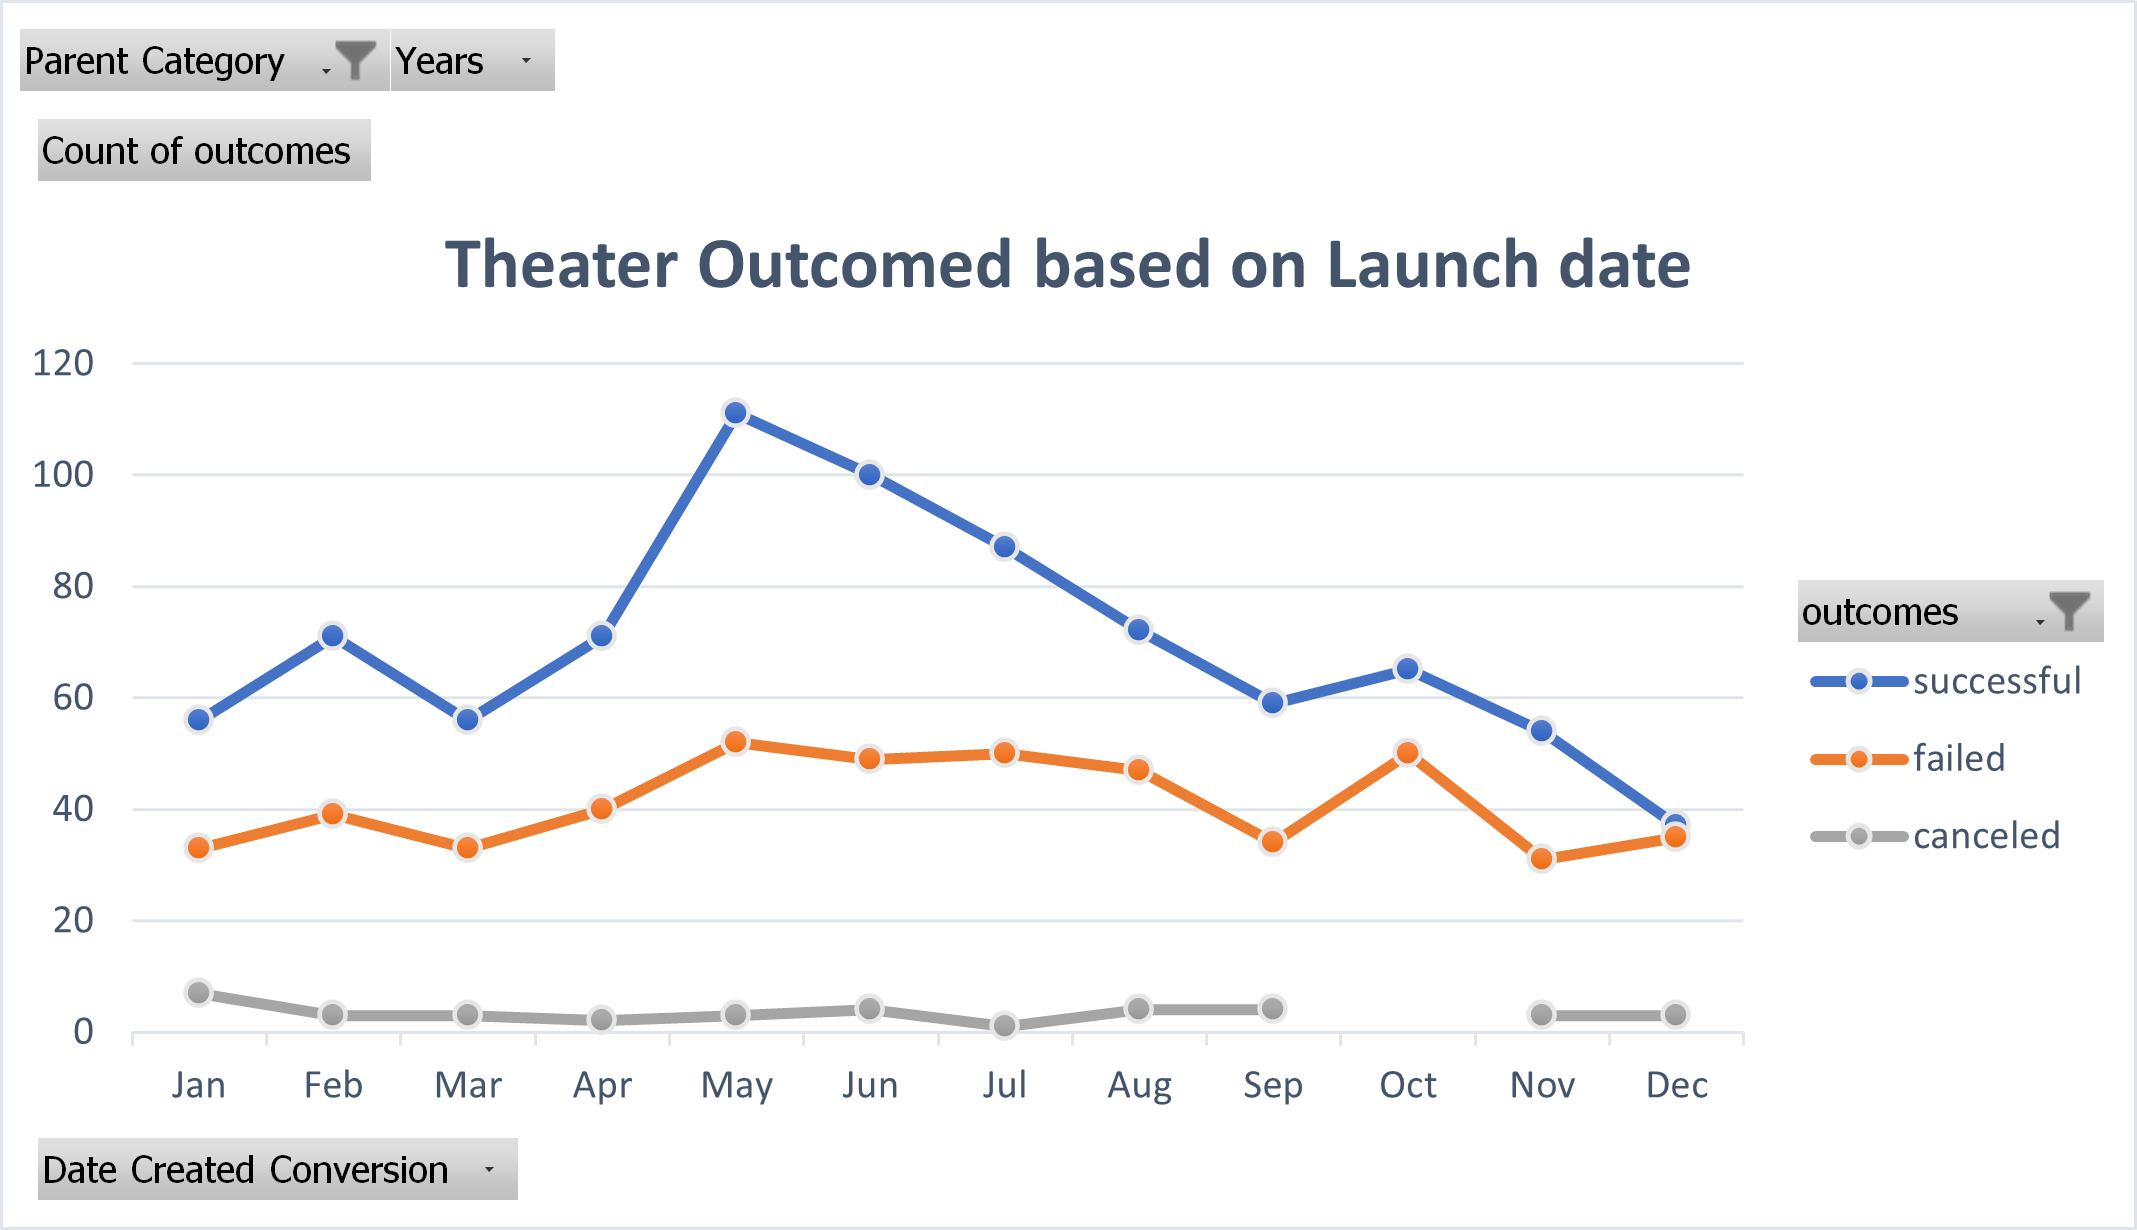 Parent Category Years
Count of outcomes
Theater Outcomed based on Launch date
120
100
80
60
40
20
0
Jan Feb Mar Apr May Jun Jul Aug Sep Oct Nov Dec
outcomes
successful
failed
canceled
Date Created Conversion